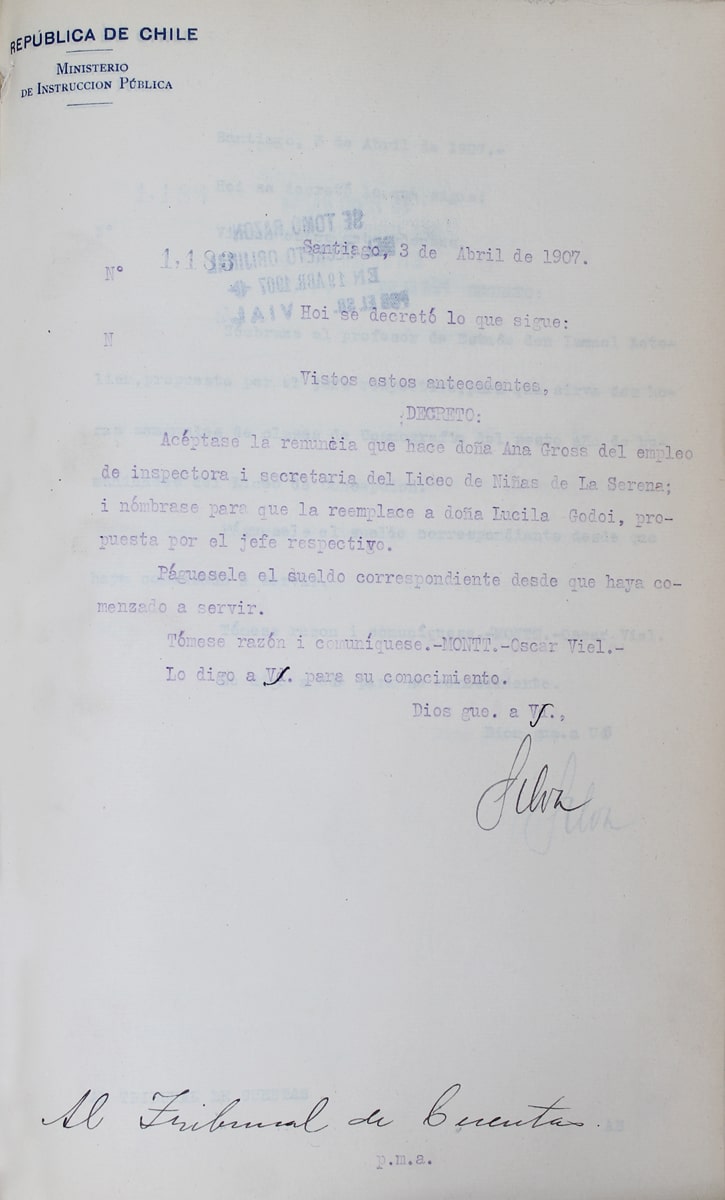 REPÚBLICA DE CHILE
MINISTERIO
DE INSTRUCCION PÚBLICA
Santiago, 3 de Abril de 1907.
N° 1,193
Hoi se decretó lo que sigue:
N
Vistos estos antecedentes,
DECRETO:
Acéptase la renuncia que hace doña Ana Gross del empleo
de inspectora i secretaria del Liceo de Niñas de La Serena;
i nómbrase para que la reemplace a doña Lucila Godoi, pro-
puesta por el jefe respectivo.
Páguesele el sueldo correspondiente desde que haya co-
menzado a servir.
Tómese razón i comuníquese.-MONTT.-Oscar Viel.-
Lo digo a VS. para su conocimiento.
Dios gue. a VS.,
Silva
Al Tribunal de Cuentas.
p.m.a.